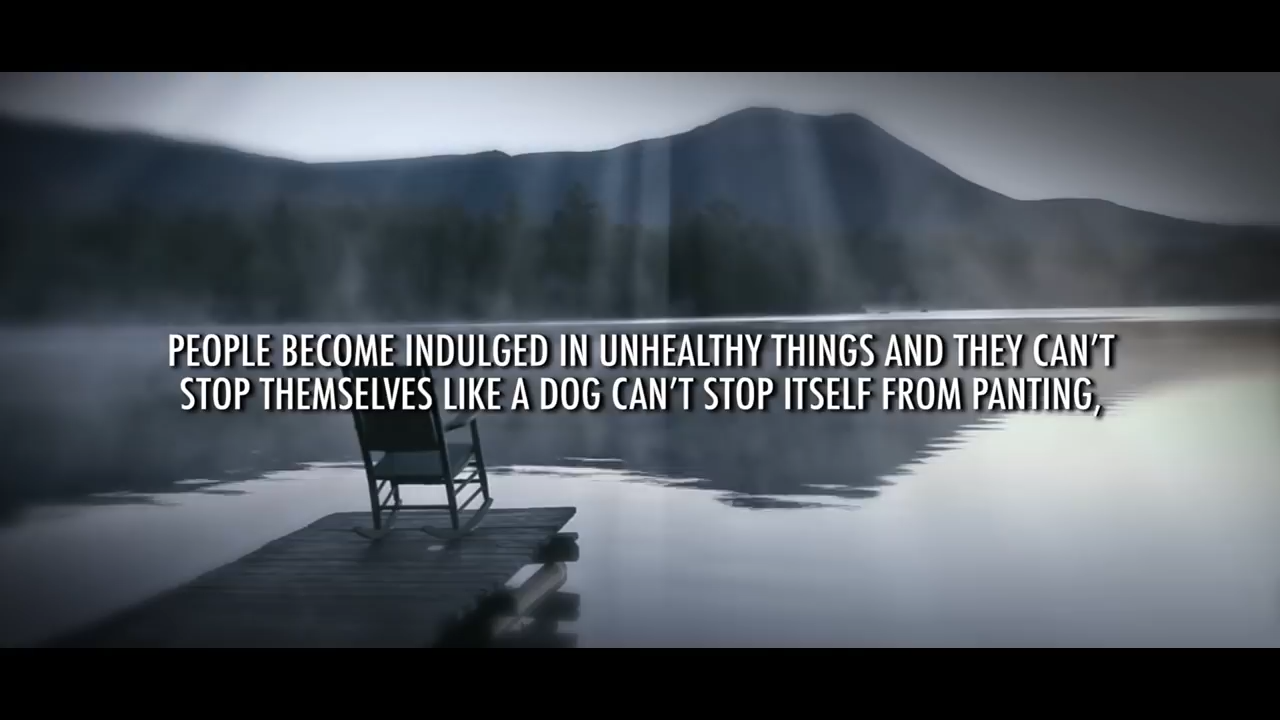 PEOPLE BECOME INDULGED IN UNHEALTHY THINGS AND THEY CAN’T
STOP THEMSELVES LIKE A DOG CAN’T STOP ITSELF FROM PANTING,